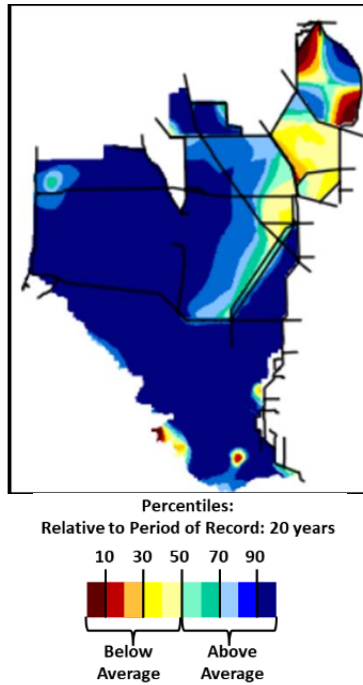 Percentiles:
Relative to Period of Record: 20 years
10 30 50 70 90
Below Above
Average Average